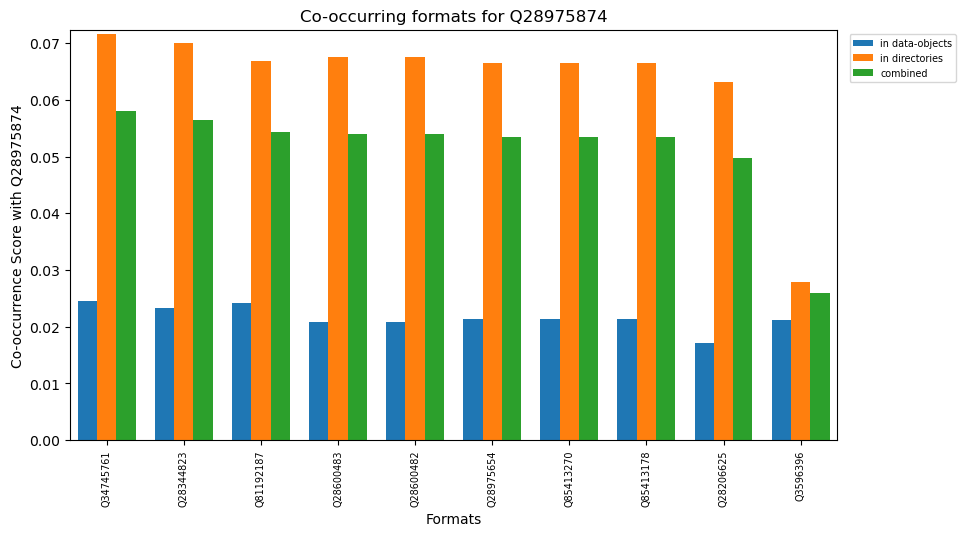 Co-occurring formats for Q28975874
in data-objects
in directories
combined
Co-occurrence Score with Q28975874
0.07
0.06
0.05
0.04
0.03
0.02
0.01
0.00
Q34745761
Q28344823
Q81192187
Q28600483
Q28600482
Q28975654
Q85413270
Q85413178
Q28206625
Q3596396
Formats